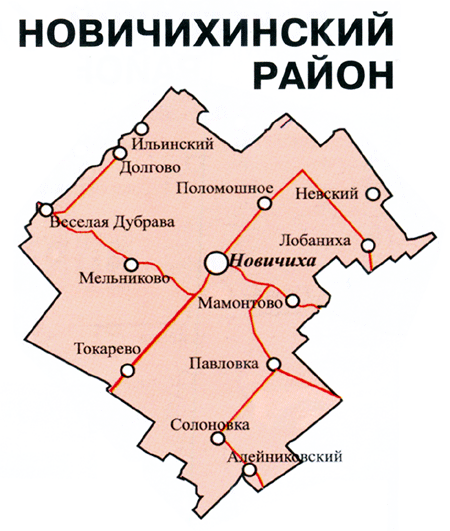 НОВИЧИХИНСКИЙ
РАЙОН
Ильинский
Долгово
Поломошное
Невский
Веселая Дубрава
Лобаниха
Новичиха
Мельниково
Мамонтово
Токарево
Павловка
Солоновка
Алейниковский